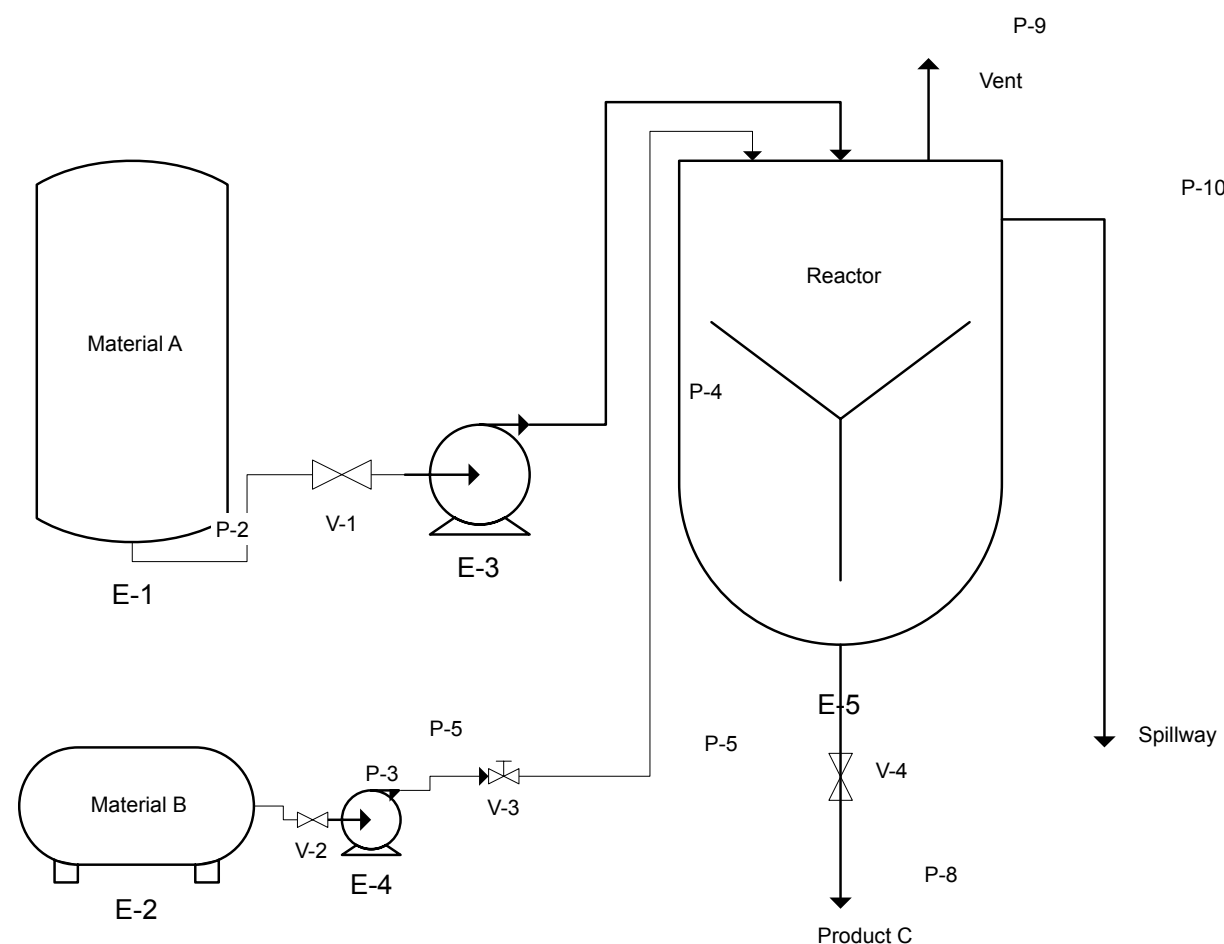 P-9
Vent
P-10
Reactor
Material A
P-4
P-2
V-1
E-3
E-1
E-5
P-5
P-5
Spillway
P-3
V-4
Material B
V-3
V-2
E-4
P-8
E-2
Product C